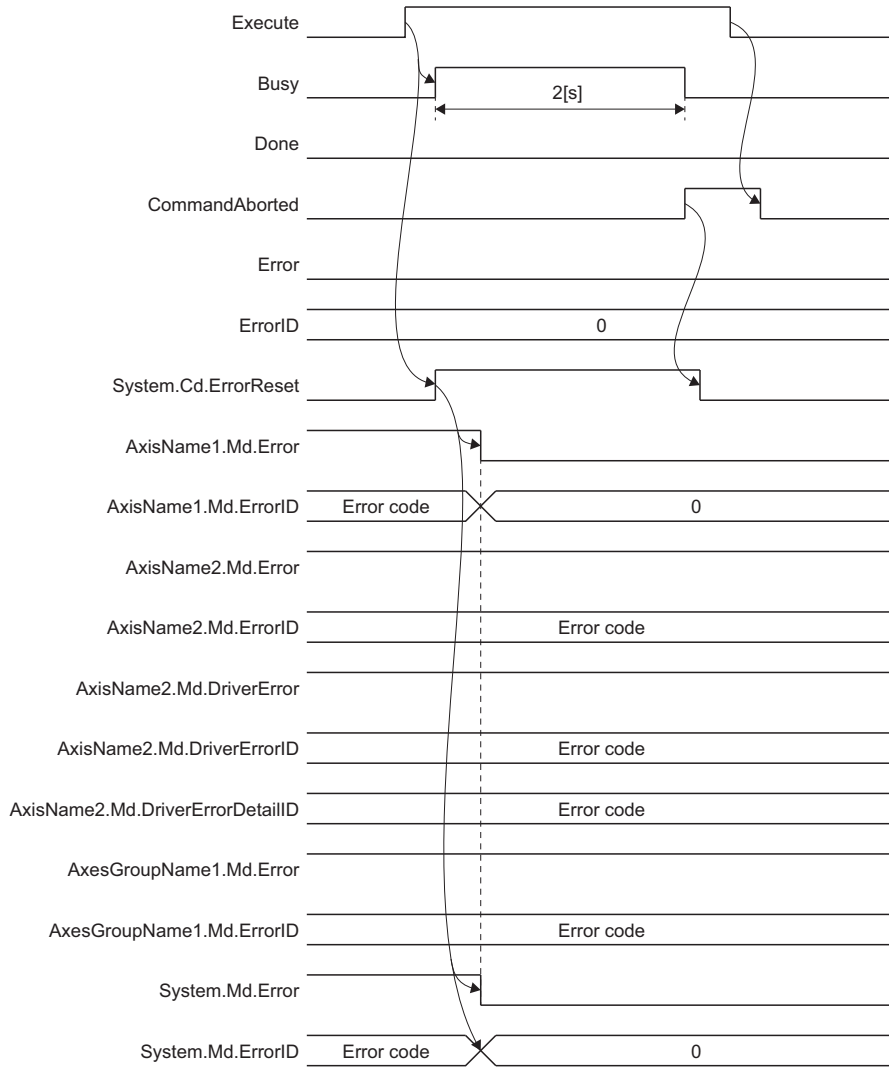 Execute
Busy
2[s]
Done
CommandAborted
Error
ErrorID
0
System.Cd.ErrorReset
AxisName1.Md.Error
AxisName1.Md.ErrorID
Error code
0
AxisName2.Md.Error
AxisName2.Md.ErrorID
Error code
AxisName2.Md.DriverError
AxisName2.Md.DriverErrorID
Error code
AxisName2.Md.DriverErrorDetailID
Error code
AxesGroupName1.Md.Error
AxesGroupName1.Md.ErrorID
Error code
System.Md.Error
System.Md.ErrorID
Error code
0